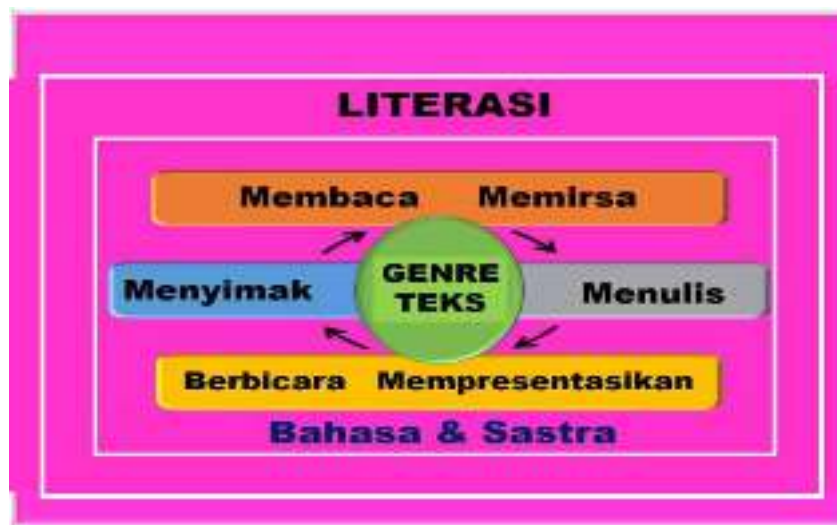 LITERASI
Membaca Memirsa
Menyimak
GENRE
TEKS
Menulis
Berbicara Mempresentasikan
Bahasa & Sastra